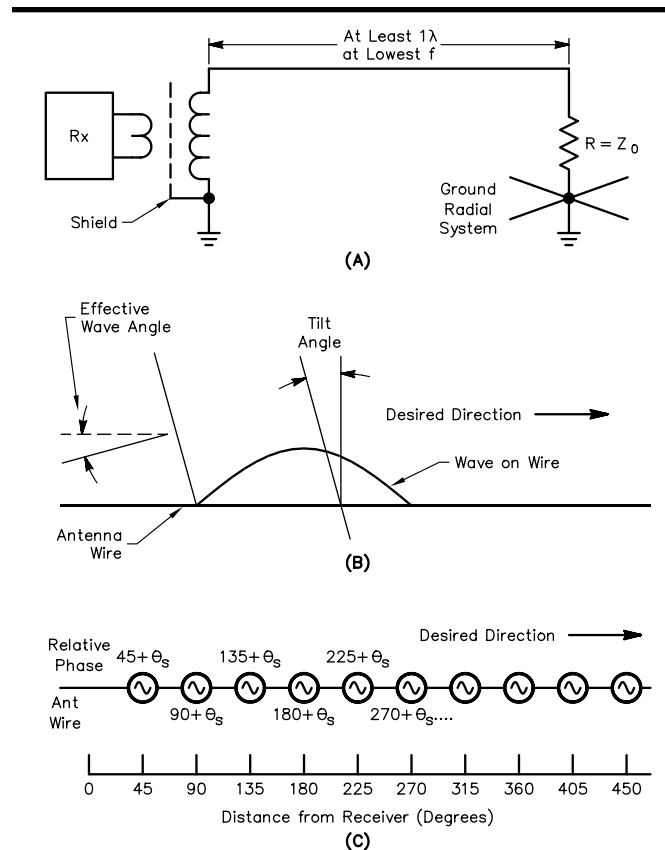 At Least 1λ
at Lowest f
Rx
R = Z₀
Shield
Ground
Radial
System
(A)
Effective
Wave Angle
Tilt
Angle
Desired Direction
Wave on Wire
Antenna
Wire
(B)
Desired Direction
Relative
Phase
45+θₛ
135+θₛ
225+θₛ
Ant
Wire
90+θₛ
180+θₛ
270+θₛ....
0 45 90 135 180 225 270 315 360 405 450
Distance from Receiver (Degrees)
(C)